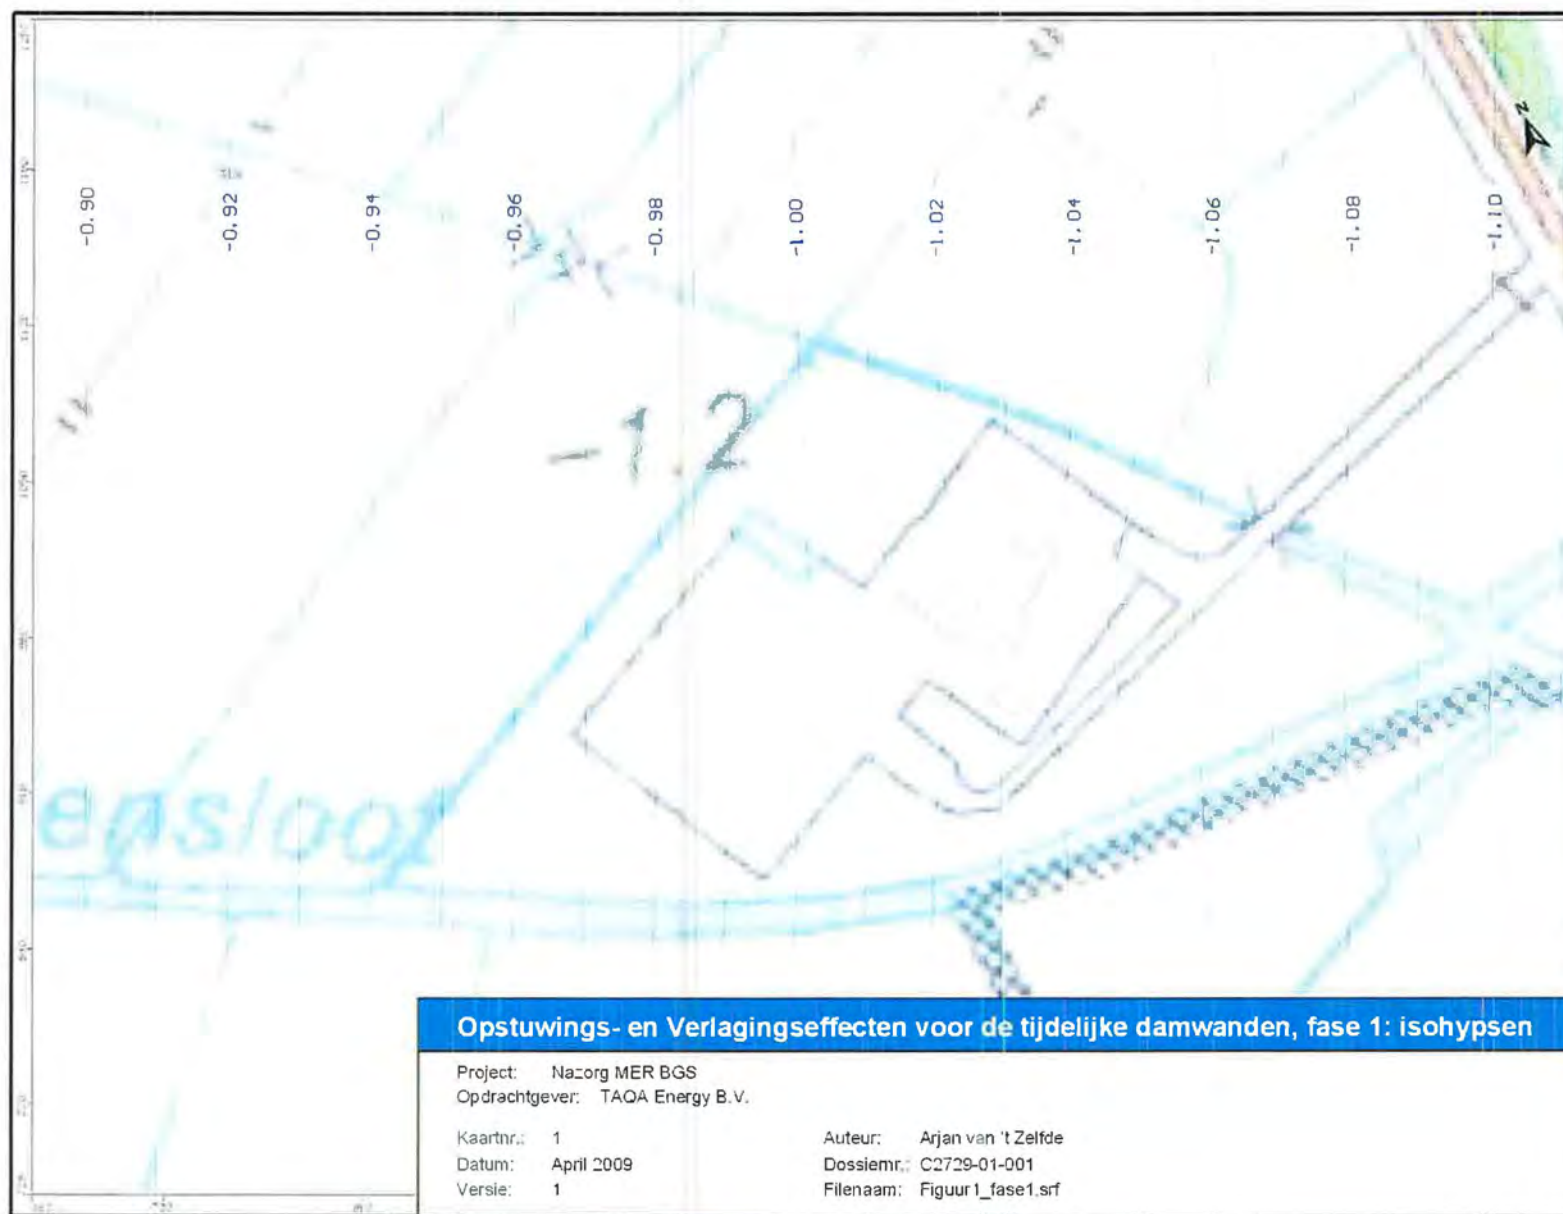 -0.90
-0.92
-0.94
-0.96
-0.98
-1.00
-1.02
-1.04
-1.06
-1.08
-1.10
N
-1.2
ensloot
Opstuwings- en Verlagingseffecten voor de tijdelijke damwanden, fase 1: isohypsen
Project: Nazorg MER BGS
Opdrachtgever: TAQA Energy B.V.
Kaartnr.: 1
Auteur: Arjan van 't Zelfde
Datum: April 2009
Dossiernr.: C2729-01-001
Versie: 1
Filenaam: Figuur1_fase1.srf